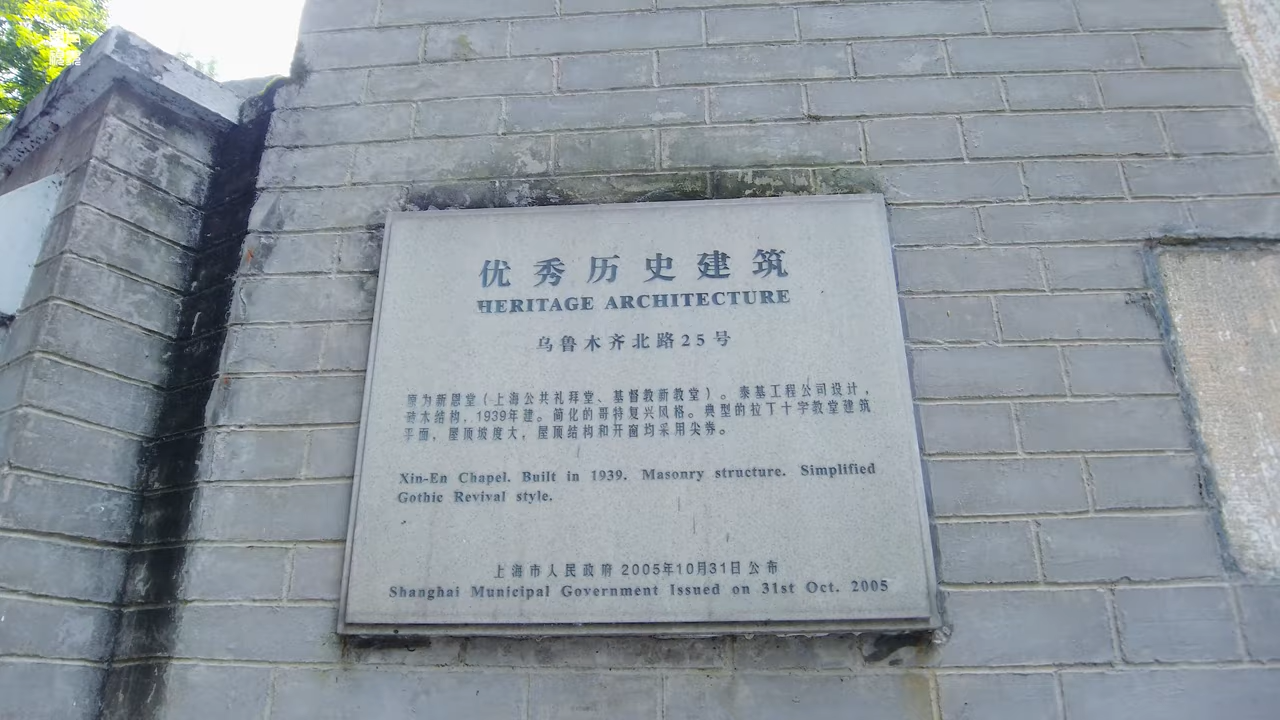 优秀历史建筑
HERITAGE ARCHITECTURE
乌鲁木齐北路25号
原为新恩堂（上海公共礼拜堂、基督教新教堂）。泰基工程公司设计，
砖木结构，1939年建。简化的哥特复兴风格。典型的拉丁十字教堂建筑
平面，屋顶坡度大，屋顶结构和开窗均采用尖券。
Xin-En Chapel. Built in 1939. Masonry structure. Simplified
Gothic Revival style.
上海市人民政府 2005年10月31日公布
Shanghai Municipal Government Issued on 31st Oct. 2005